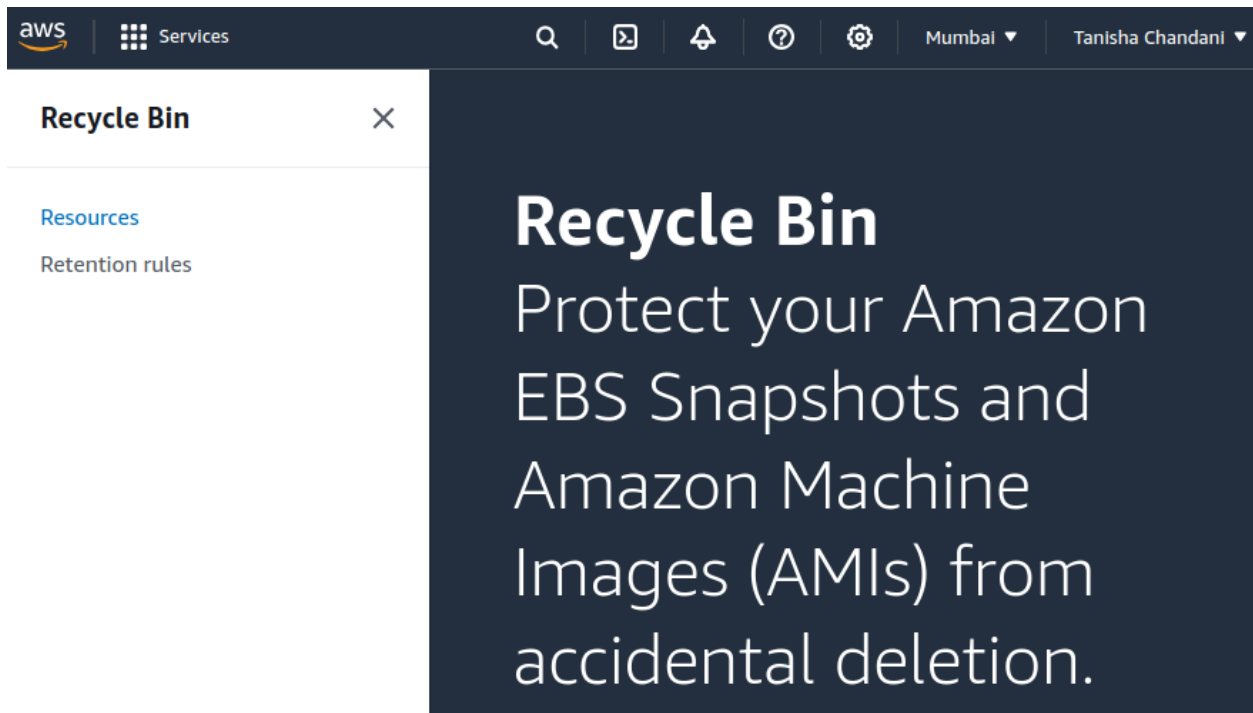 aws Services Mumbai Tanisha Chandani
Recycle Bin
Resources
Retention rules
Recycle Bin
Protect your Amazon
EBS Snapshots and
Amazon Machine
Images (AMIs) from
accidental deletion.